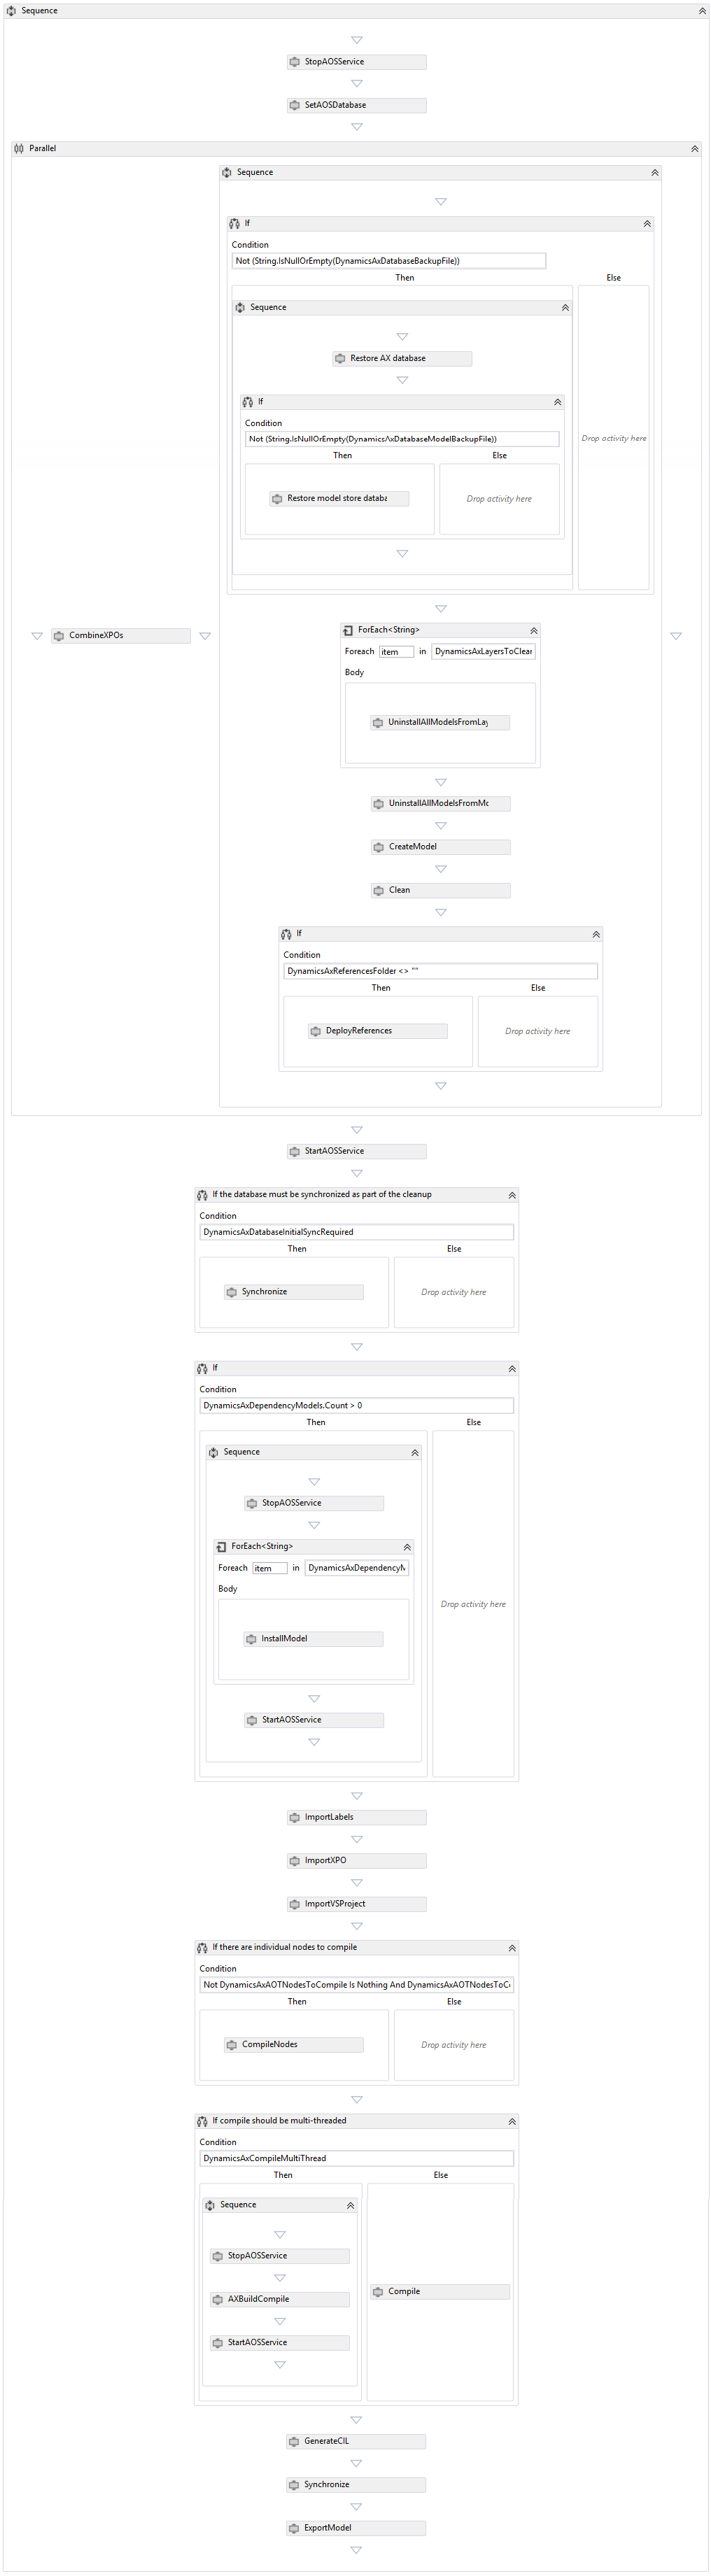 Sequence
StopAOSService
SetAOSDatabase
Parallel
Sequence
If
Condition
Not (String.IsNullOrEmpty(DynamicsAxDatabaseBackupFile))
Then Else
Sequence
Restore AX database
If
Condition
Not (String.IsNullOrEmpty(DynamicsAxDatabaseModelBackupFile))
Drop activity here
Then Else
Restore model store databa
Drop activity here
CombineXPOs
ForEach<String>
Foreach item in DynamicsAxLayersToClean
Body
UninstallAllModelsFromLay
UninstallAllModelsFromMo
CreateModel
Clean
If
Condition
DynamicsAxReferencesFolder <> ""
Then Else
DeployReferences
Drop activity here
StartAOSService
If the database must be synchronized as part of the cleanup
Condition
DynamicsAxDatabaseInitialSyncRequired
Then Else
Synchronize
Drop activity here
If
Condition
DynamicsAxDependencyModels.Count > 0
Then Else
Sequence
StopAOSService
ForEach<String>
Foreach item in DynamicsAxDependencyM
Body
Drop activity here
InstallModel
StartAOSService
ImportLabels
ImportXPO
ImportVSProject
If there are individual nodes to compile
Condition
Not DynamicsAxAOTNodesToCompile Is Nothing And DynamicsAxAOTNodesToCo
Then Else
CompileNodes
Drop activity here
If compile should be multi-threaded
Condition
DynamicsAxCompileMultiThread
Then Else
Sequence
StopAOSService
Compile
AXBuildCompile
StartAOSService
GenerateCIL
Synchronize
ExportModel